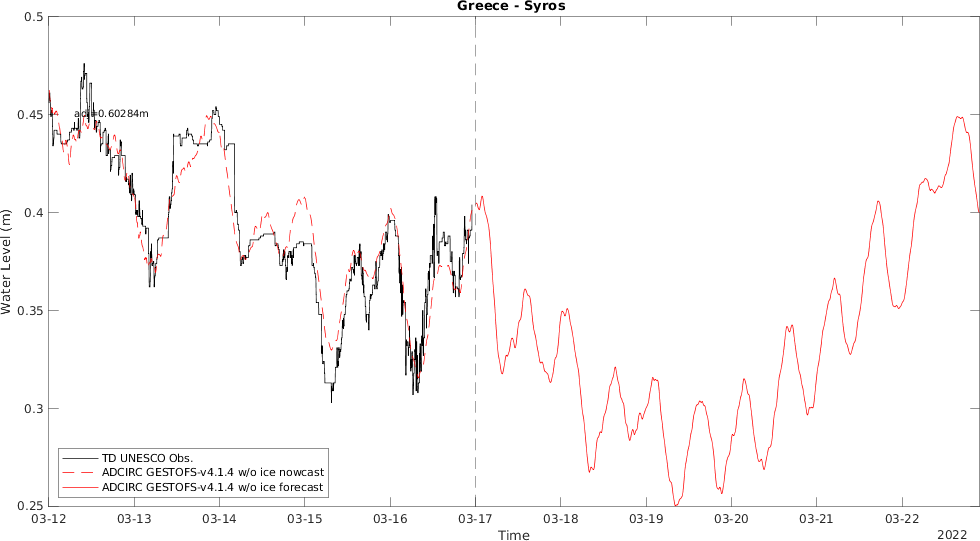 Greece - Syros
0.5
0.45
0.4
0.35
0.3
0.25
Water Level (m)
adj=0.60284m
TD UNESCO Obs.
ADCIRC GESTOFS-v4.1.4 w/o ice nowcast
ADCIRC GESTOFS-v4.1.4 w/o ice forecast
03-12 03-13 03-14 03-15 03-16 03-17 03-18 03-19 03-20 03-21 03-22
Time
2022